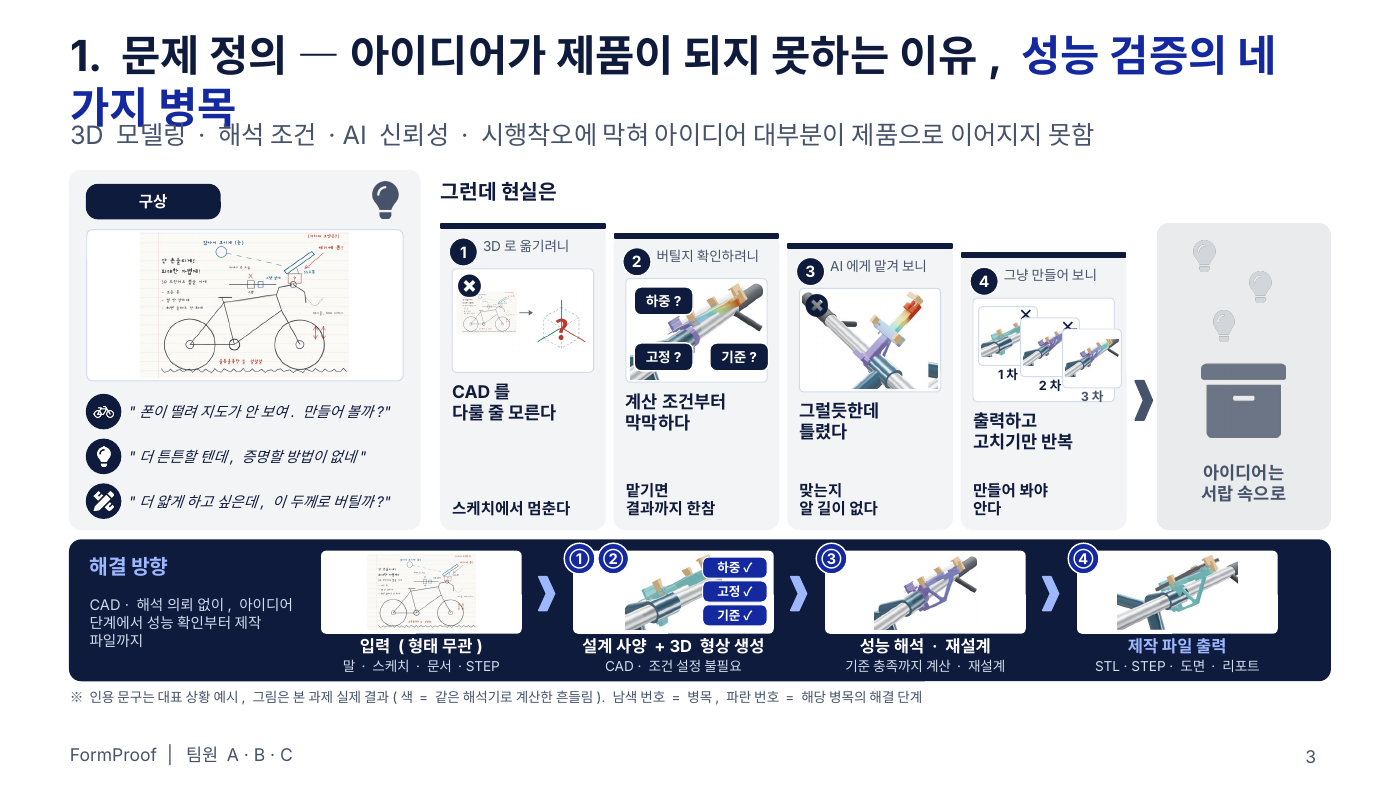 1. 문제 정의 — 아이디어가 제품이 되지 못하는 이유, 성능 검증의 네
가지 병목
3D 모델링 · 해석 조건 · AI 신뢰성 · 시행착오에 막혀 아이디어 대부분이 제품으로 이어지지 못함
구상
" 폰이 떨려 지도가 안 보여. 만들어 볼까?"
" 더 튼튼할 텐데, 증명할 방법이 없네"
" 더 얇게 하고 싶은데, 이 두께로 버틸까?"
그런데 현실은
1 3D 로 옮기려니
?
CAD 를
다룰 줄 모른다
스케치에서 멈춘다
2 버틸지 확인하려니
하중 ?
고정 ?
기준 ?
계산 조건부터
막막하다
맡기면
결과까지 한참
3 AI 에게 맡겨 보니
그럴듯한데
틀렸다
맞는지
알 길이 없다
4 그냥 만들어 보니
1 차
2 차
3 차
출력하고
고치기만 반복
만들어 봐야
안다
아이디어는
서랍 속으로
해결 방향
CAD · 해석 의뢰 없이, 아이디어
단계에서 성능 확인부터 제작
파일까지
입력 (형태 무관)
말 · 스케치 · 문서 · STEP
1 2
하중 ✓
고정 ✓
기준 ✓
설계 사양 + 3D 형상 생성
CAD · 조건 설정 불필요
3
성능 해석 · 재설계
기준 충족까지 계산 · 재설계
4
제작 파일 출력
STL · STEP · 도면 · 리포트
※ 인용 문구는 대표 상황 예시, 그림은 본 과제 실제 결과 (색 = 같은 해석기로 계산한 흔들림). 남색 번호 = 병목, 파란 번호 = 해당 병목의 해결 단계
FormProof | 팀원 A · B · C
3